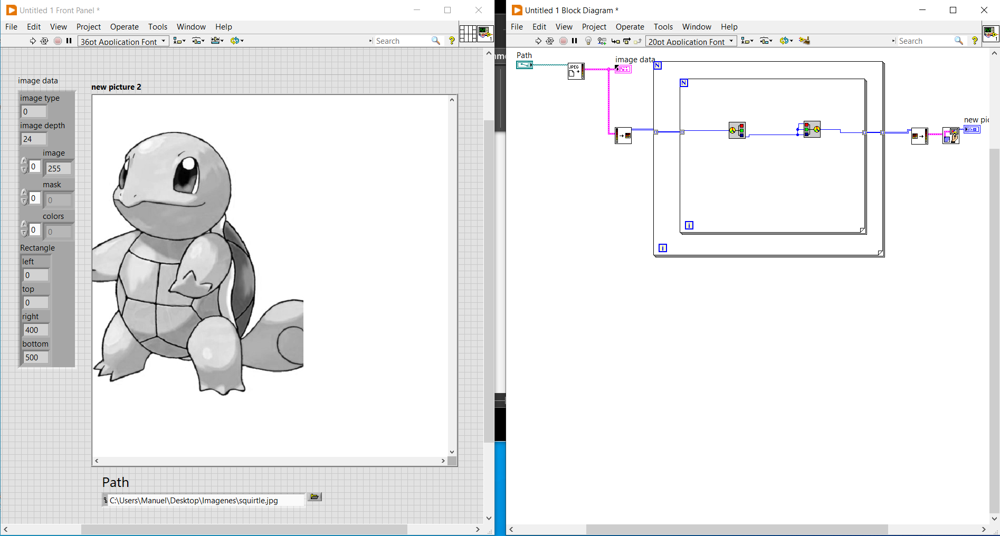 Untitled 1 Front Panel *
File Edit View Project Operate Tools Window Help
36pt Application Font
Search
?
1
image data
image type
0
image depth
24
image
0
255
mask
0
0
colors
0
0
Rectangle
left
0
top
0
right
400
bottom
500
new picture 2
Path
C:\Users\Manuel\Desktop\Imagenes\squirtle.jpg
Untitled 1 Block Diagram *
File Edit View Project Operate Tools Window Help
20pt Application Font
Search
?
1
Path
JPEG
image data
N
N
i
i
new pic